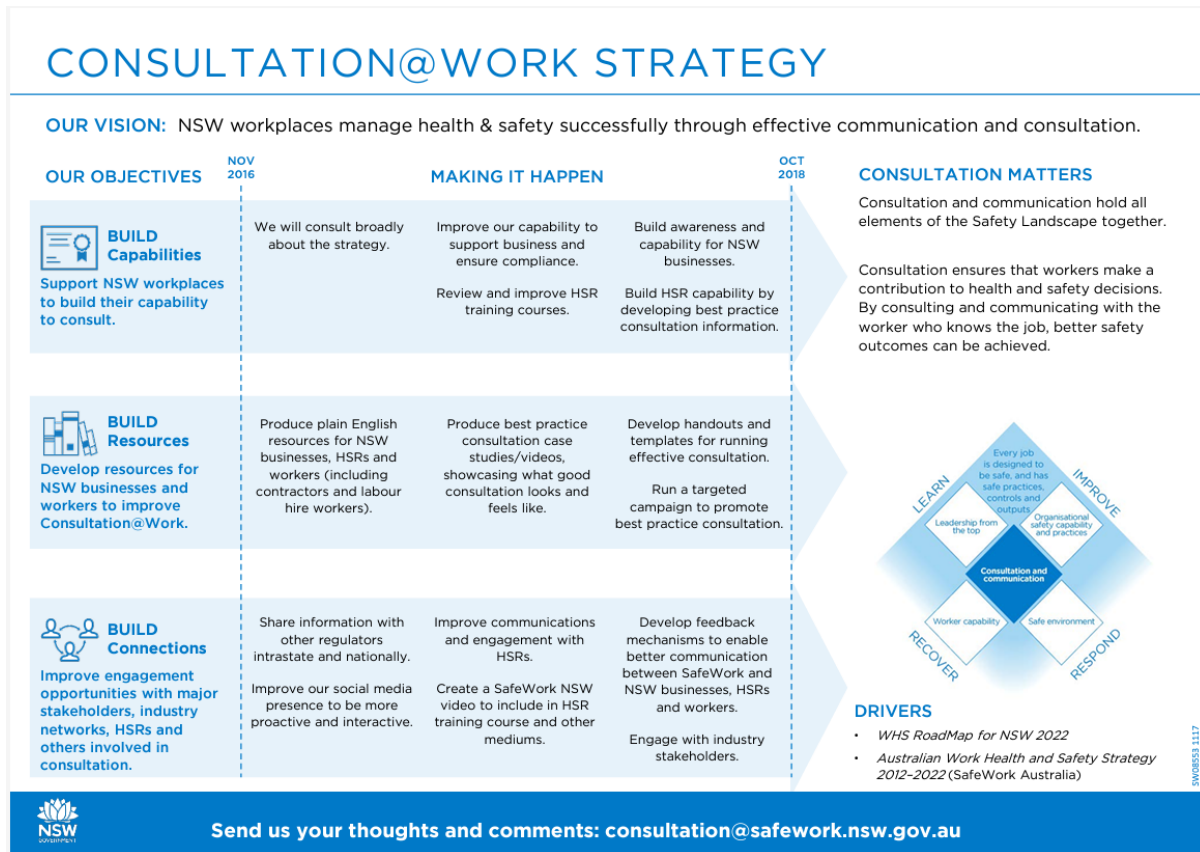 CONSULTATION@WORK STRATEGY
OUR VISION: NSW workplaces manage health & safety successfully through effective communication and consultation.
OUR OBJECTIVES
NOV
2016
MAKING IT HAPPEN
OCT
2018
BUILD
Capabilities
Support NSW workplaces
to build their capability
to consult.
We will consult broadly
about the strategy.
Improve our capability to
support business and
ensure compliance.
Review and improve HSR
training courses.
Build awareness and
capability for NSW
businesses.
Build HSR capability by
developing best practice
consultation information.
BUILD
Resources
Develop resources for
NSW businesses and
workers to improve
Consultation@Work.
Produce plain English
resources for NSW
businesses, HSRs and
workers (including
contractors and labour
hire workers).
Produce best practice
consultation case
studies/videos,
showcasing what good
consultation looks and
feels like.
Develop handouts and
templates for running
effective consultation.
Run a targeted
campaign to promote
best practice consultation.
BUILD
Connections
Improve engagement
opportunities with major
stakeholders, industry
networks, HSRs and
others involved in
consultation.
Share information with
other regulators
intrastate and nationally.
Improve our social media
presence to be more
proactive and interactive.
Improve communications
and engagement with
HSRs.
Create a SafeWork NSW
video to include in HSR
training course and other
mediums.
Develop feedback
mechanisms to enable
better communication
between SafeWork and
NSW businesses, HSRs
and workers.
Engage with industry
stakeholders.
CONSULTATION MATTERS
Consultation and communication hold all
elements of the Safety Landscape together.
Consultation ensures that workers make a
contribution to health and safety decisions.
By consulting and communicating with the
worker who knows the job, better safety
outcomes can be achieved.
LEARN
IMPROVE
Every job
is designed to
be safe, and has
safe practices,
controls and
outputs
Leadership from
the top
Organisational
safety capability
and practices
Consultation and
communication
Worker capability
Safe environment
RECOVER
RESPOND
DRIVERS
• WHS RoadMap for NSW 2022
• Australian Work Health and Safety Strategy
2012–2022 (SafeWork Australia)
SW08553 1117
NSW
GOVERNMENT
Send us your thoughts and comments: consultation@safework.nsw.gov.au